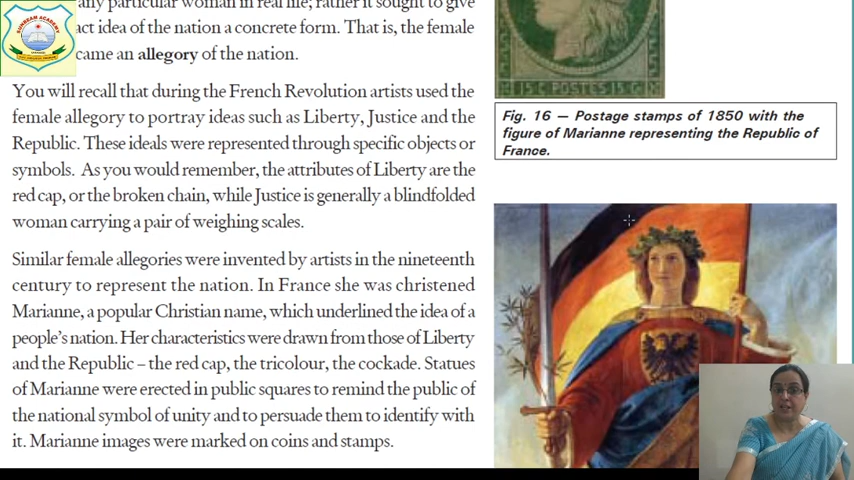 any particular woman in real life; rather it sought to give
act idea of the nation a concrete form. That is, the female
came an allegory of the nation.
You will recall that during the French Revolution artists used the
female allegory to portray ideas such as Liberty, Justice and the
Republic. These ideals were represented through specific objects or
symbols. As you would remember, the attributes of Liberty are the
red cap, or the broken chain, while Justice is generally a blindfolded
woman carrying a pair of weighing scales.
Similar female allegories were invented by artists in the nineteenth
century to represent the nation. In France she was christened
Marianne, a popular Christian name, which underlined the idea of a
people's nation. Her characteristics were drawn from those of Liberty
and the Republic – the red cap, the tricolour, the cockade. Statues
of Marianne were erected in public squares to remind the public of
the national symbol of unity and to persuade them to identify with
it. Marianne images were marked on coins and stamps.
SUNBEAM ACADEMY
15 C POSTES 15 C
Fig. 16 — Postage stamps of 1850 with the
figure of Marianne representing the Republic of
France.